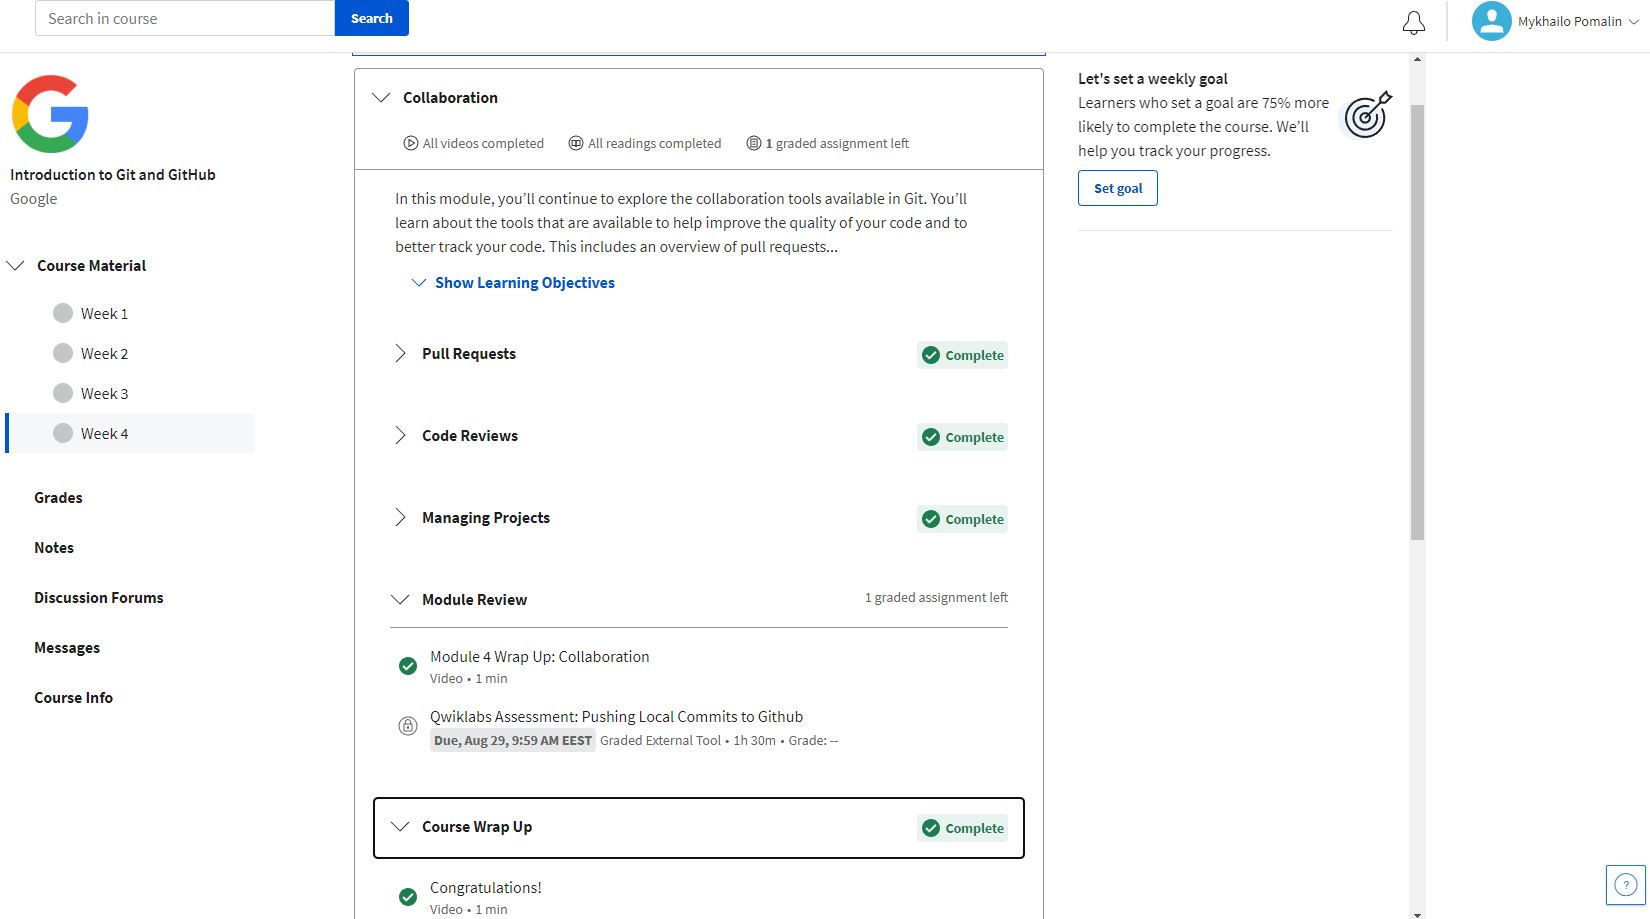 Search in course
Search
Mykhailo Pomalin
Introduction to Git and GitHub
Google
Course Material
Week 1
Week 2
Week 3
Week 4
Grades
Notes
Discussion Forums
Messages
Course Info
Collaboration
All videos completed
All readings completed
1 graded assignment left
In this module, you’ll continue to explore the collaboration tools available in Git. You’ll
learn about the tools that are available to help improve the quality of your code and to
better track your code. This includes an overview of pull requests...
Show Learning Objectives
Pull Requests
Complete
Code Reviews
Complete
Managing Projects
Complete
Module Review
1 graded assignment left
Module 4 Wrap Up: Collaboration
Video • 1 min
Qwiklabs Assessment: Pushing Local Commits to Github
Due, Aug 29, 9:59 AM EEST Graded External Tool • 1h 30m • Grade: --
Course Wrap Up
Complete
Congratulations!
Video • 1 min
Let's set a weekly goal
Learners who set a goal are 75% more
likely to complete the course. We’ll
help you track your progress.
Set goal
?